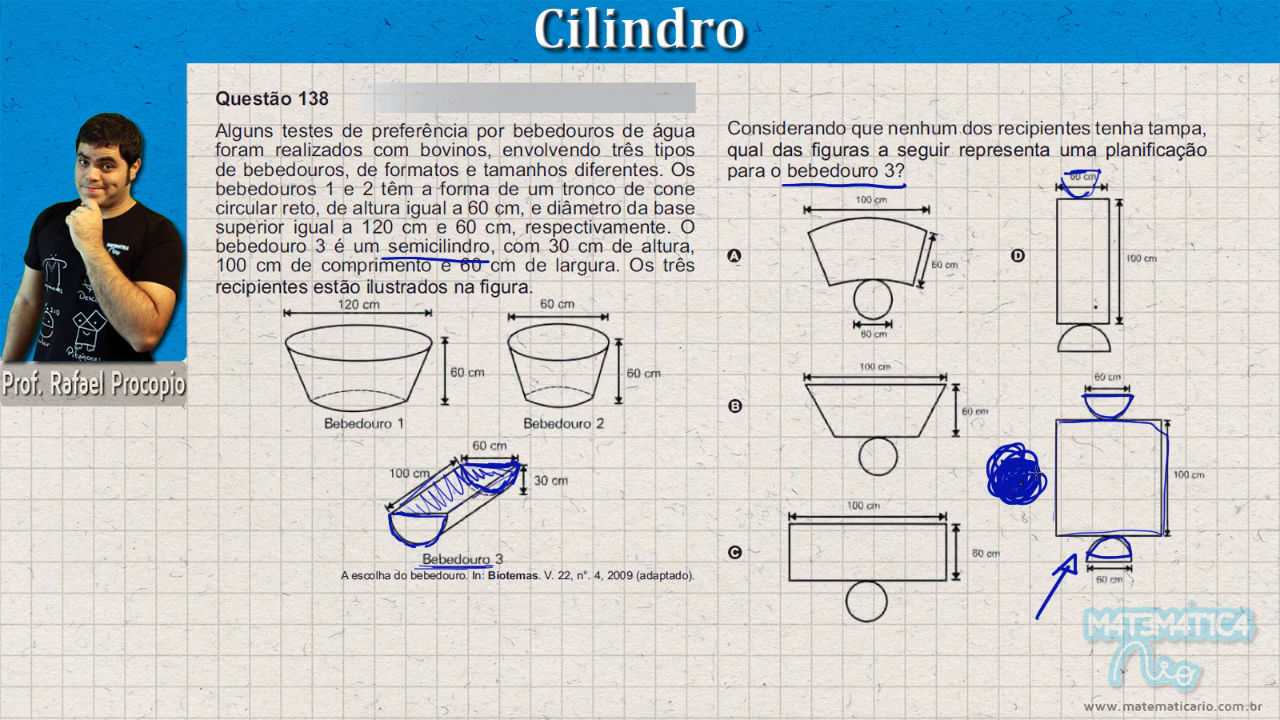 Cilindro
Questão 138
Alguns testes de preferência por bebedouros de água
foram realizados com bovinos, envolvendo três tipos
de bebedouros, de formatos e tamanhos diferentes. Os
bebedouros 1 e 2 têm a forma de um tronco de cone
circular reto, de altura igual a 60 cm, e diâmetro da base
superior igual a 120 cm e 60 cm, respectivamente. O
bebedouro 3 é um semicilindro, com 30 cm de altura,
100 cm de comprimento e 60 cm de largura. Os três
recipientes estão ilustrados na figura.
120 cm
60 cm
60 cm
60 cm
Bebedouro 1
Bebedouro 2
60 cm
100 cm
30 cm
Bebedouro 3
A escolha do bebedouro. In: Biotemas. V. 22, n°. 4, 2009 (adaptado).
Considerando que nenhum dos recipientes tenha tampa,
qual das figuras a seguir representa uma planificação
para o bebedouro 3?
A
100 cm
60 cm
60 cm
B
100 cm
60 cm
C
100 cm
60 cm
D
60 cm
100 cm
60 cm
100 cm
60 cm
Prof. Rafael Procopio
MATEMÁTICA
Rio
www.matematicario.com.br